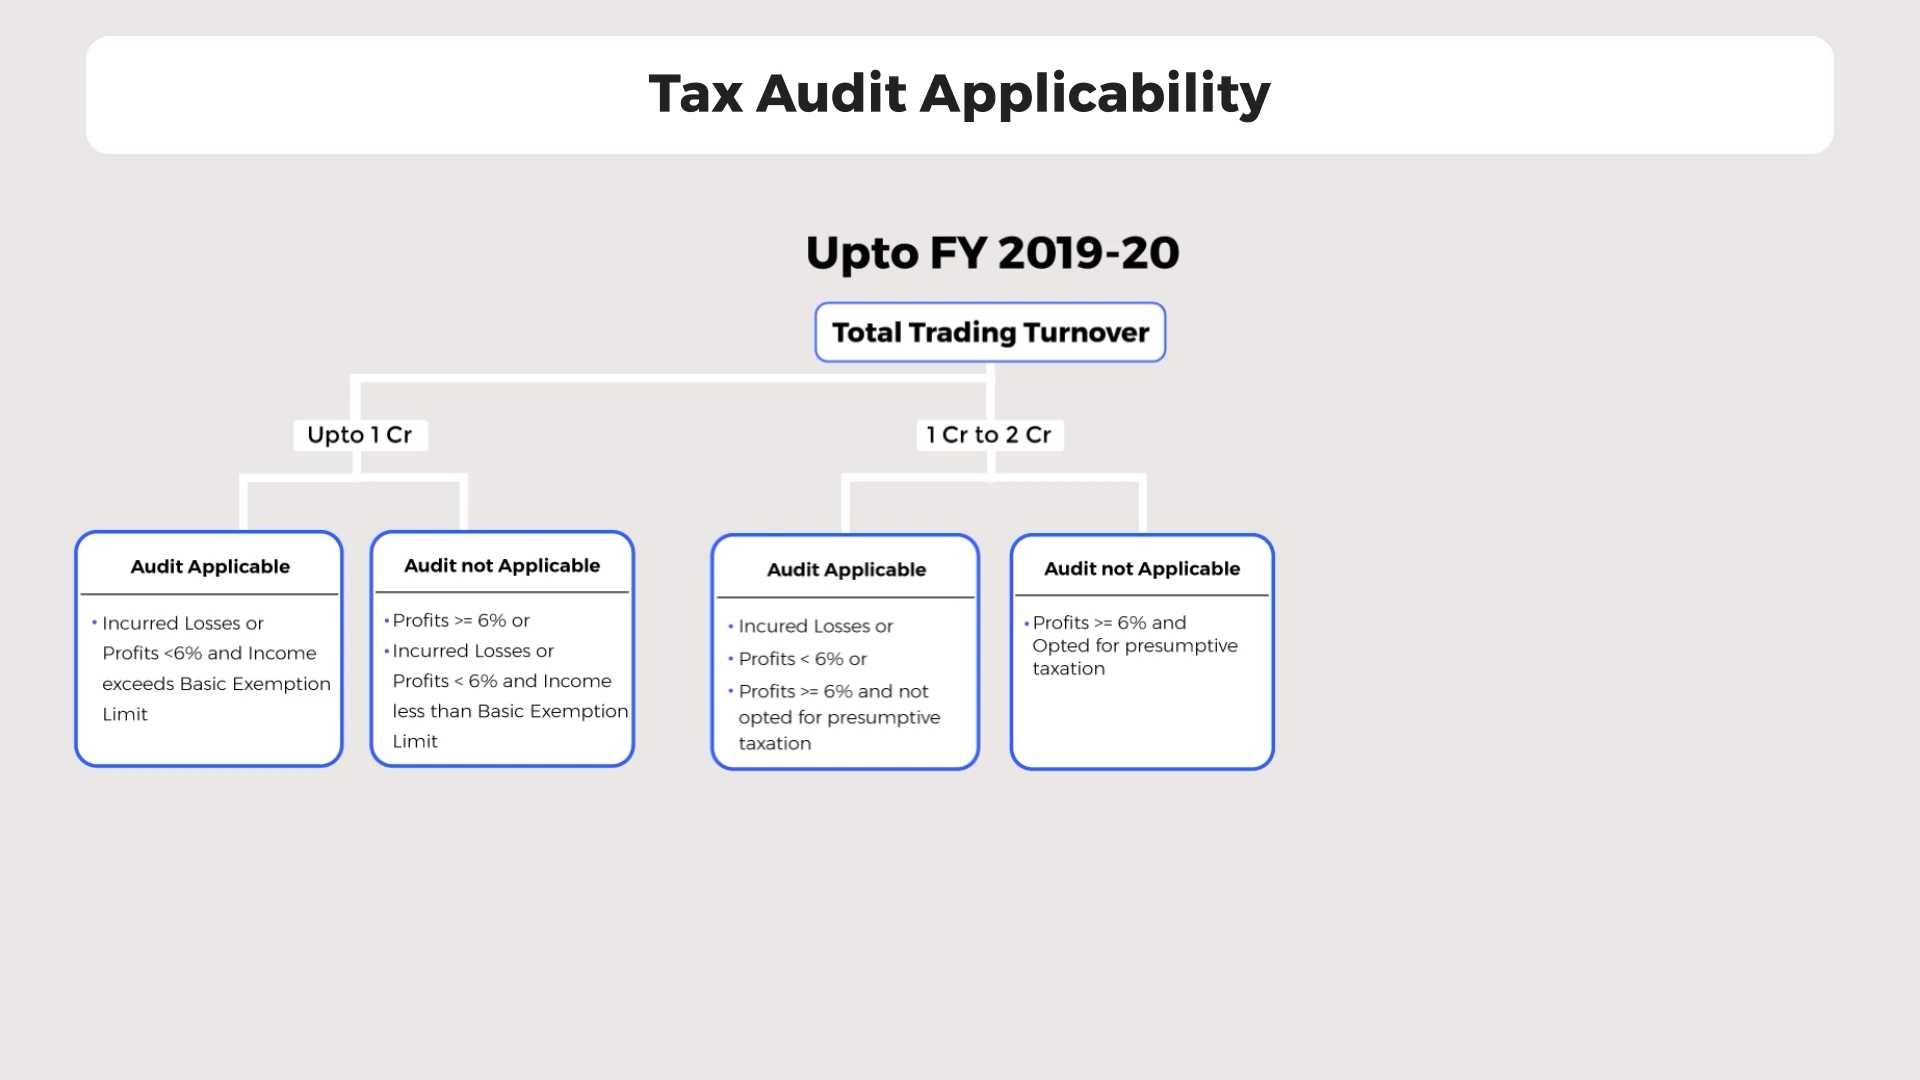 Tax Audit Applicability
Upto FY 2019-20
Total Trading Turnover
Upto 1 Cr
1 Cr to 2 Cr
Audit Applicable
• Incurred Losses or
Profits <6% and Income
exceeds Basic Exemption
Limit
Audit not Applicable
• Profits >= 6% or
• Incurred Losses or
Profits < 6% and Income
less than Basic Exemption
Limit
Audit Applicable
• Incured Losses or
• Profits < 6% or
• Profits >= 6% and not
opted for presumptive
taxation
Audit not Applicable
• Profits >= 6% and
Opted for presumptive
taxation